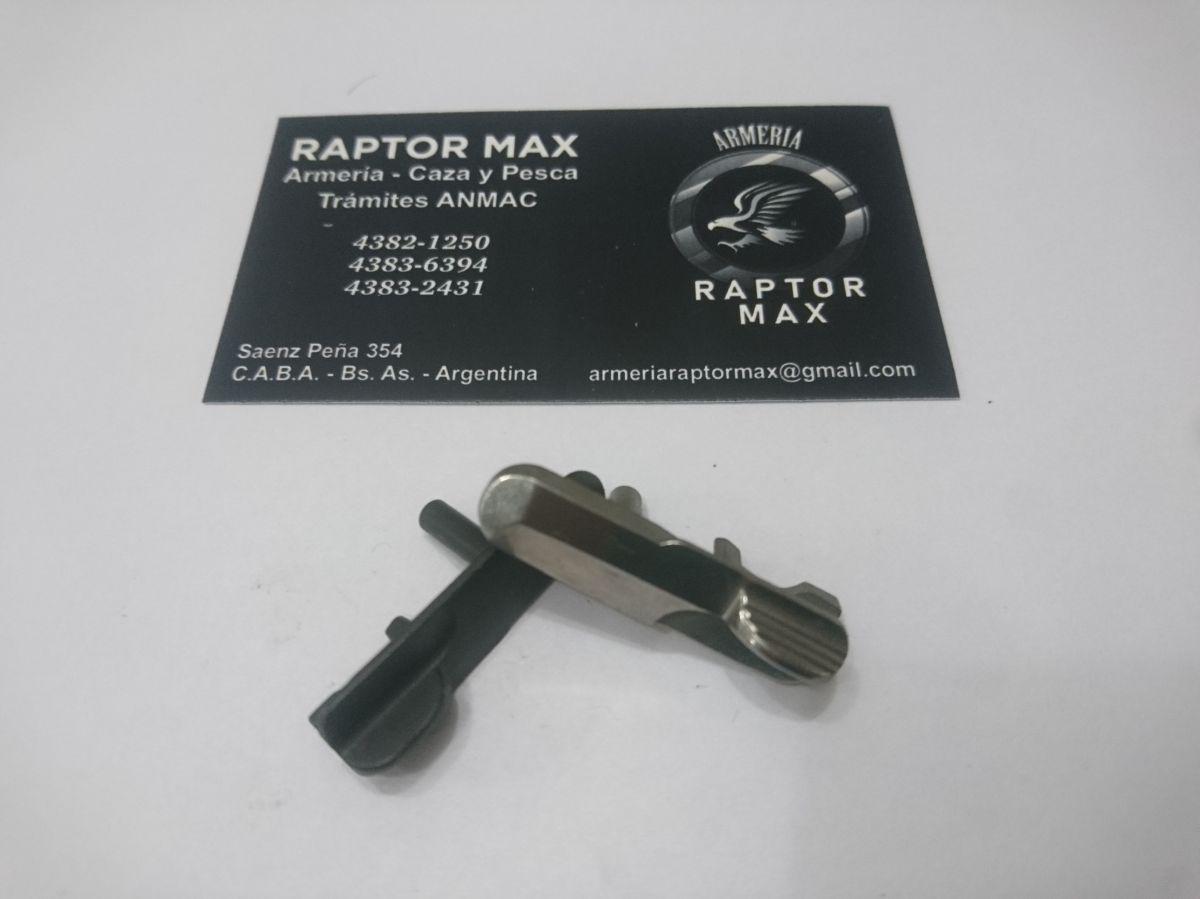 RAPTOR MAX
Armería - Caza y Pesca
Trámites ANMAC
4382-1250
4383-6394
4383-2431
Saenz Peña 354
C.A.B.A. - Bs. As. - Argentina
ARMERIA
RAPTOR
MAX
armeriaraptormax@gmail.com